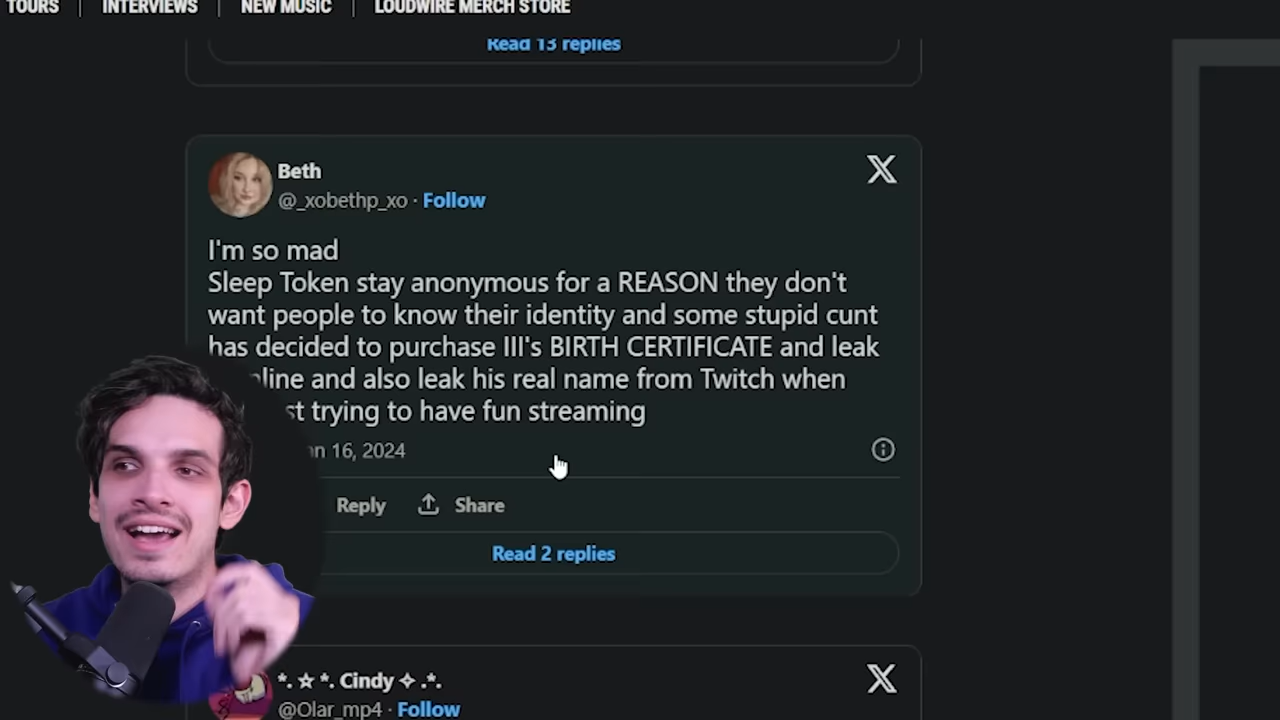 TOURS
INTERVIEWS
NEW MUSIC
LOUDWIRE MERCH STORE
Read 13 replies
Beth
@_xobethp_xo · Follow
I'm so mad
Sleep Token stay anonymous for a REASON they don't
want people to know their identity and some stupid cunt
has decided to purchase III's BIRTH CERTIFICATE and leak
and also leak his real name from Twitch when
trying to have fun streaming
16, 2024
Reply
Share
Read 2 replies
*. ☆ *. Cindy ✧ .*.
@Olar_mp4 · Follow